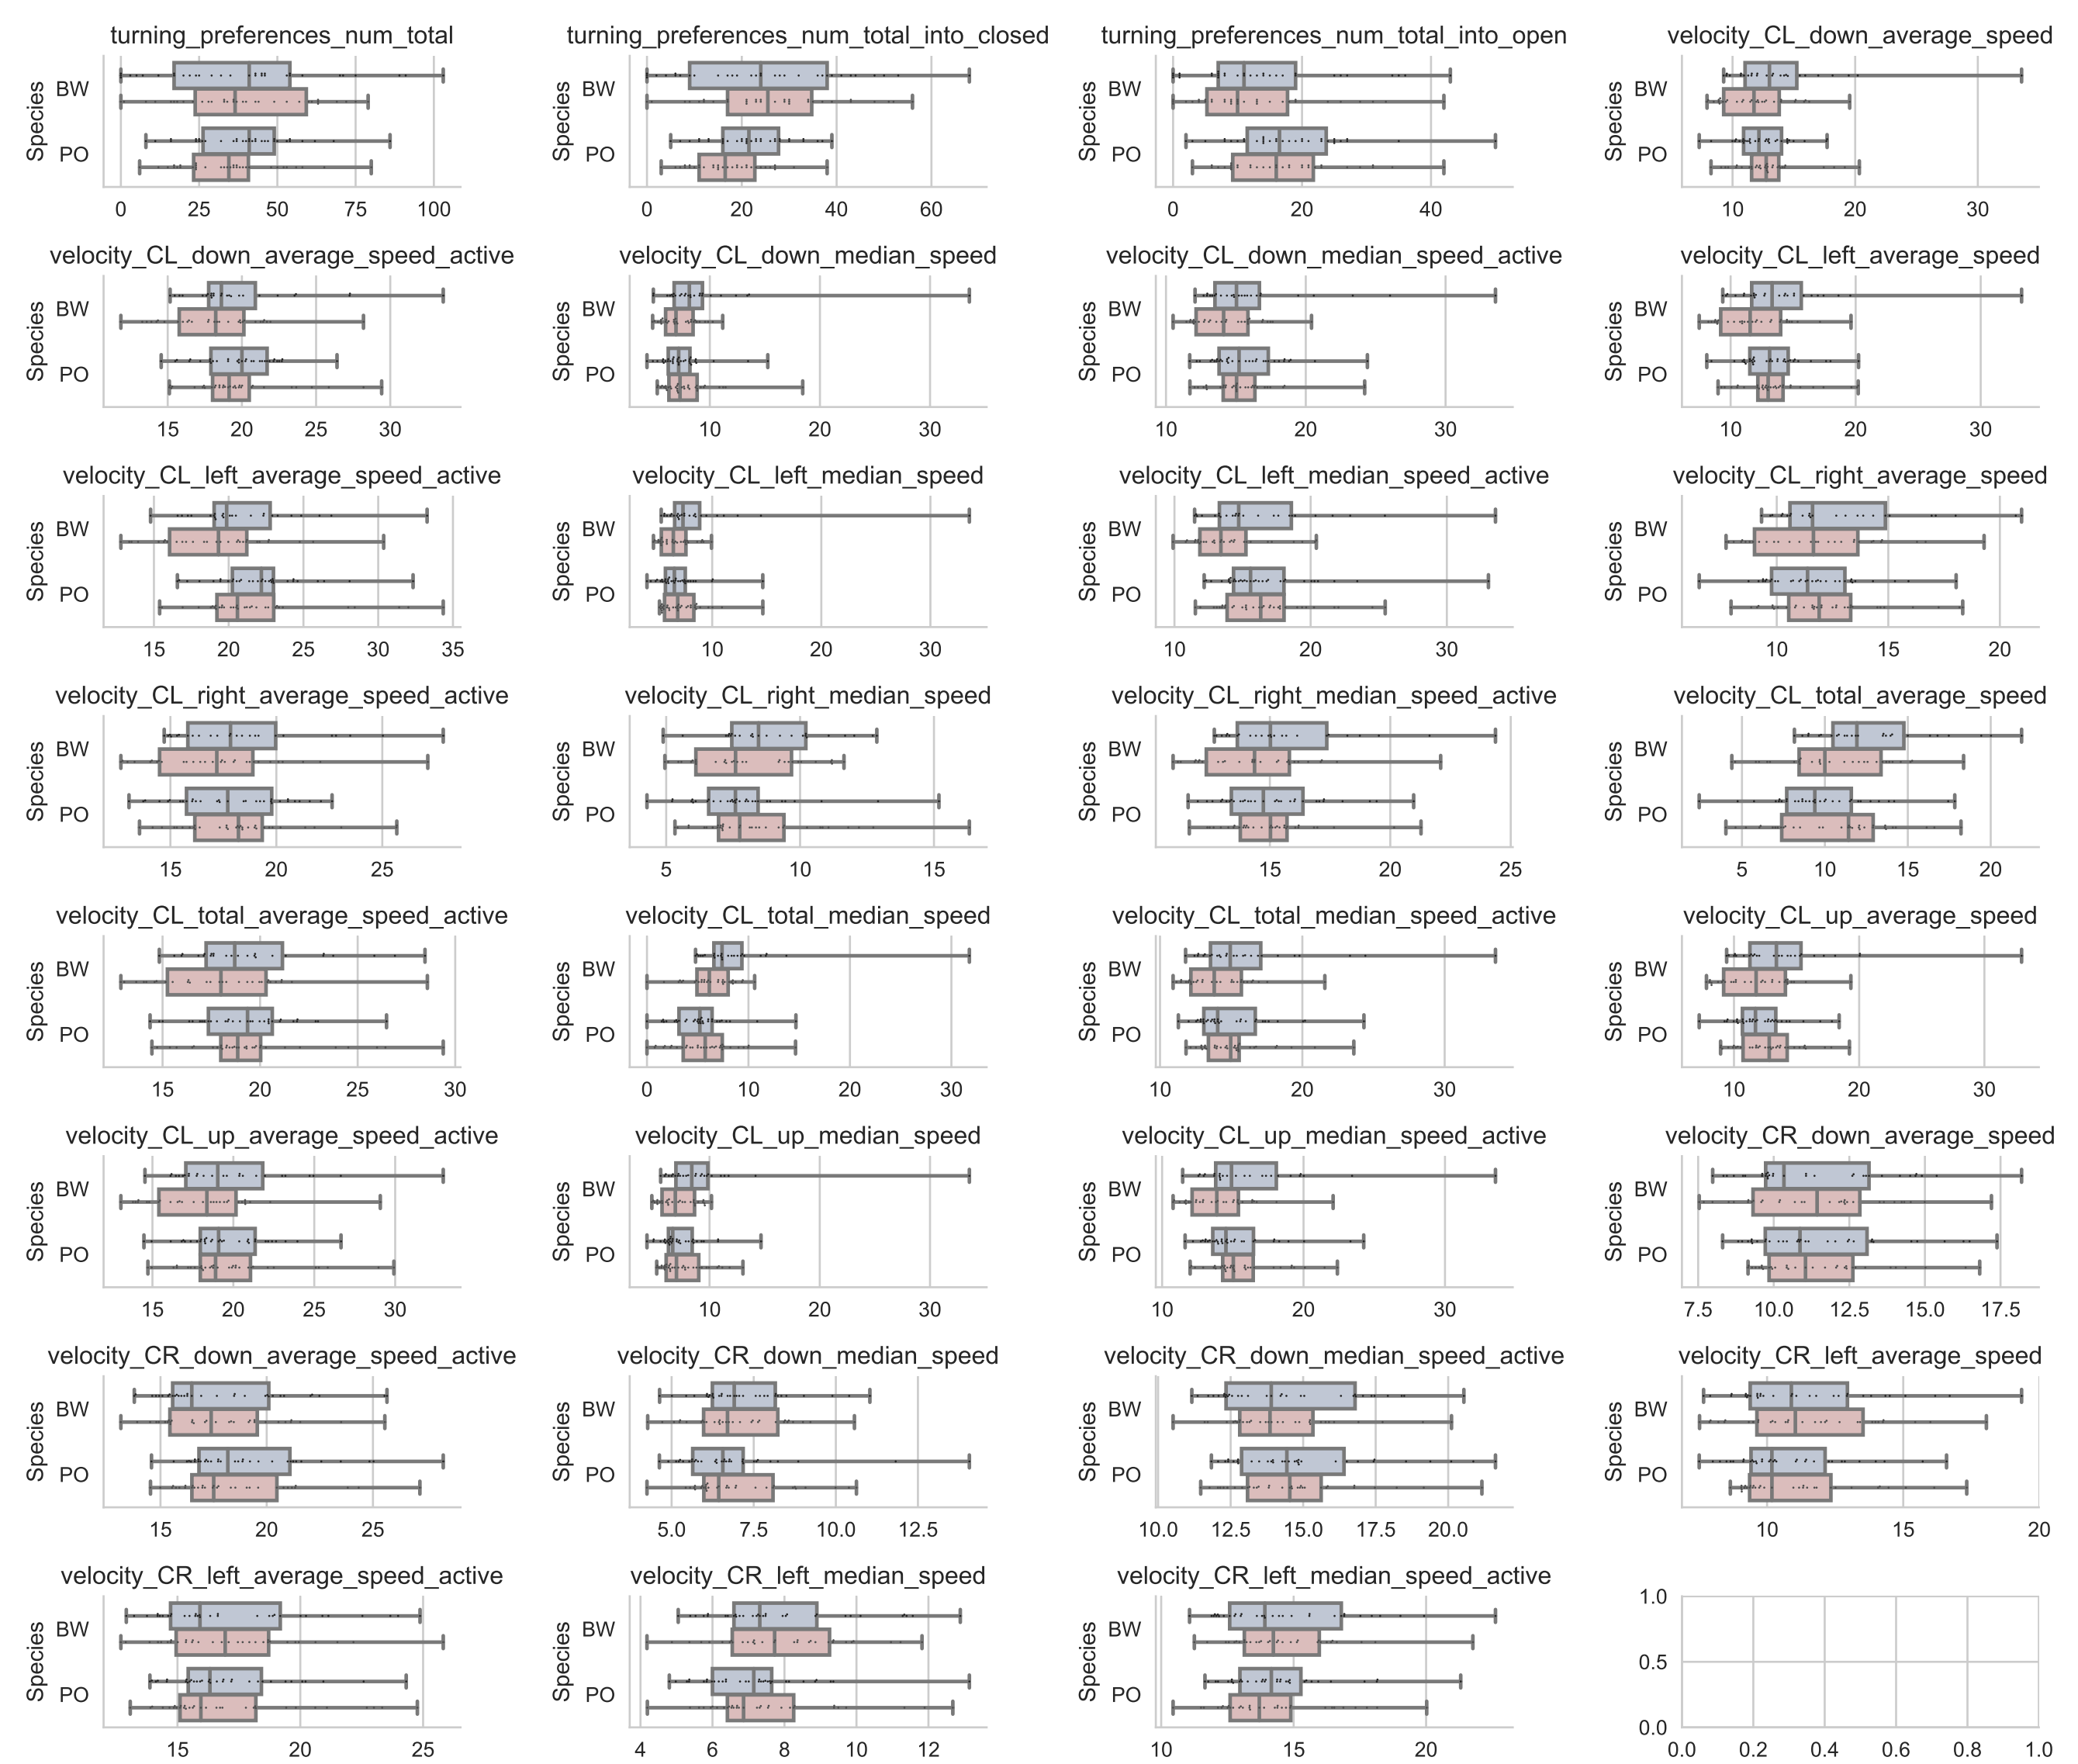 turning_preferences_num_total
turning_preferences_num_total_into_closed
turning_preferences_num_total_into_open
velocity_CL_down_average_speed
Species BW PO
Species BW PO
Species BW PO
Species BW PO
0 25 50 75 100
0 20 40 60
0 20 40
10 20 30
velocity_CL_down_average_speed_active
velocity_CL_down_median_speed
velocity_CL_down_median_speed_active
velocity_CL_left_average_speed
Species BW PO
Species BW PO
Species BW PO
Species BW PO
15 20 25 30
10 20 30
10 20 30
10 20 30
velocity_CL_left_average_speed_active
velocity_CL_left_median_speed
velocity_CL_left_median_speed_active
velocity_CL_right_average_speed
Species BW PO
Species BW PO
Species BW PO
Species BW PO
15 20 25 30 35
10 20 30
10 20 30
10 15 20
velocity_CL_right_average_speed_active
velocity_CL_right_median_speed
velocity_CL_right_median_speed_active
velocity_CL_total_average_speed
Species BW PO
Species BW PO
Species BW PO
Species BW PO
15 20 25
5 10 15
15 20 25
5 10 15 20
velocity_CL_total_average_speed_active
velocity_CL_total_median_speed
velocity_CL_total_median_speed_active
velocity_CL_up_average_speed
Species BW PO
Species BW PO
Species BW PO
Species BW PO
15 20 25 30
0 10 20 30
10 20 30
10 20 30
velocity_CL_up_average_speed_active
velocity_CL_up_median_speed
velocity_CL_up_median_speed_active
velocity_CR_down_average_speed
Species BW PO
Species BW PO
Species BW PO
Species BW PO
15 20 25 30
10 20 30
10 20 30
7.5 10.0 12.5 15.0 17.5
velocity_CR_down_average_speed_active
velocity_CR_down_median_speed
velocity_CR_down_median_speed_active
velocity_CR_left_average_speed
Species BW PO
Species BW PO
Species BW PO
Species BW PO
15 20 25
5.0 7.5 10.0 12.5
10.0 12.5 15.0 17.5 20.0
10 15 20
velocity_CR_left_average_speed_active
velocity_CR_left_median_speed
velocity_CR_left_median_speed_active
Species BW PO
Species BW PO
Species BW PO
1.0
0.5
0.0
15 20 25
4 6 8 10 12
10 15 20
0.0 0.2 0.4 0.6 0.8 1.0